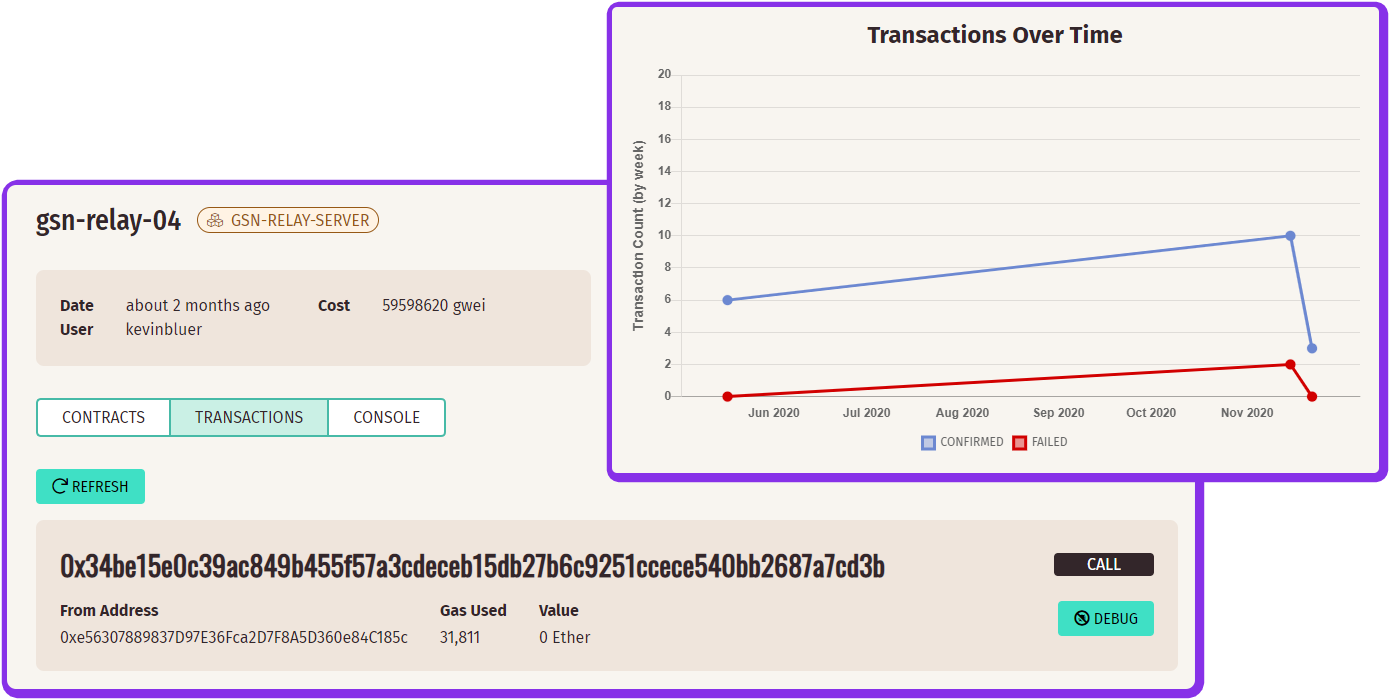 Transactions Over Time
20
18
16
14
12
10
8
6
4
2
0
Transaction Count (by week)
Jun 2020 Jul 2020 Aug 2020 Sep 2020 Oct 2020 Nov 2020
CONFIRMED FAILED
gsn-relay-04 GSN-RELAY-SERVER
Date about 2 months ago Cost 59598620 gwei
User kevinbluer
CONTRACTS TRANSACTIONS CONSOLE
REFRESH
0x34be15e0c39ac849b455f57a3cdeceb15db27b6c9251ccece540bb2687a7cd3b CALL
From Address Gas Used Value
0xe56307889837D97E36Fca2D7F8A5D360e84C185c 31,811 0 Ether
DEBUG